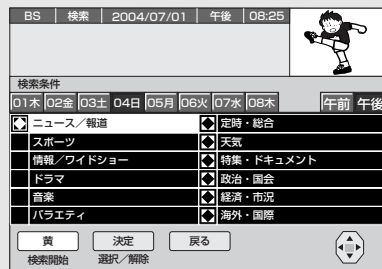 BS 検索 2004/07/01 午後 08:25
検索条件
01木 02金 03土 04日 05月 06火 07水 08木 午前 午後
ニュース／報道 定時・総合
スポーツ 天気
情報／ワイドショー 特集・ドキュメント
ドラマ 政治・国会
音楽 経済・市況
バラエティ 海外・国際
黄 決定 戻る
検索開始 選択／解除